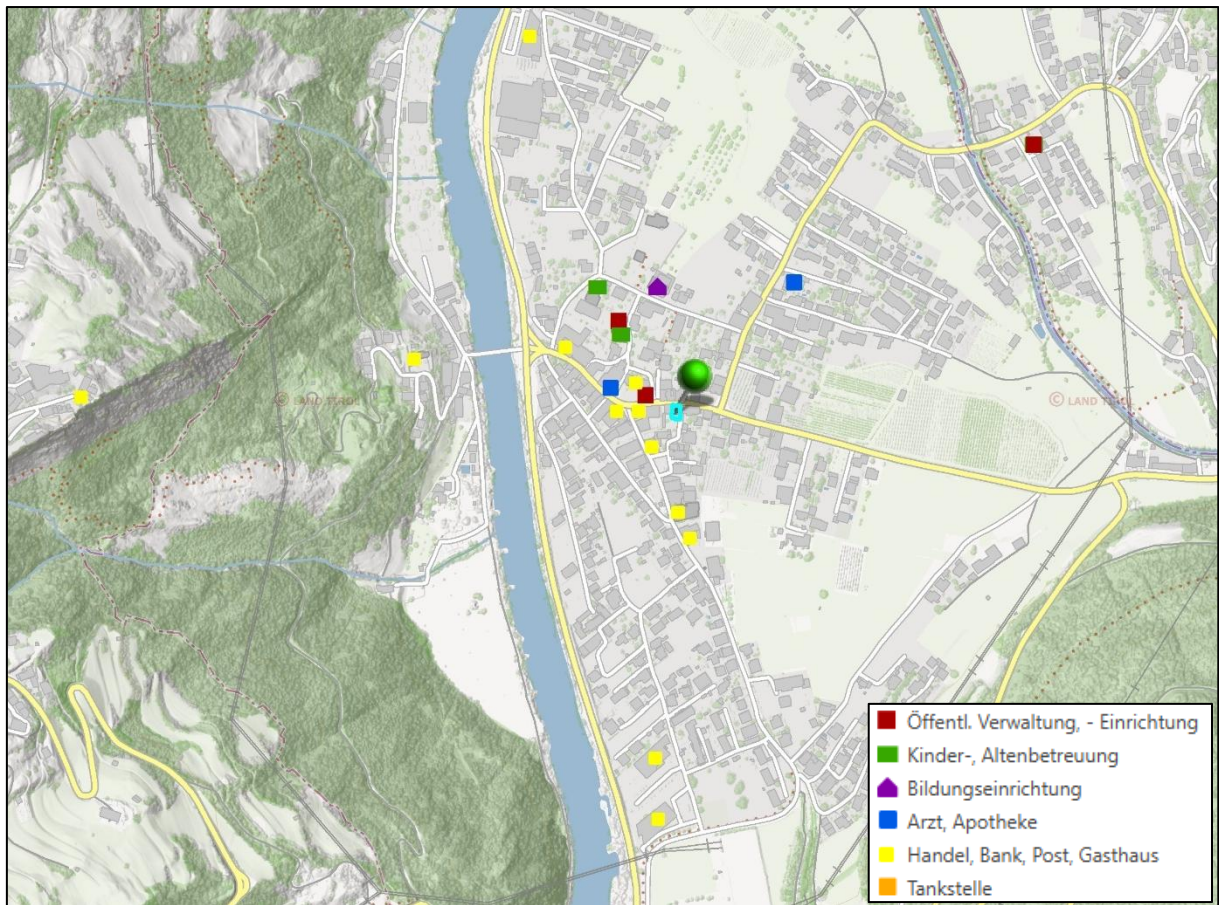 © LAND TIROL
© LAND TIROL
Öffentl. Verwaltung, - Einrichtung
Kinder-, Altenbetreuung
Bildungseinrichtung
Arzt, Apotheke
Handel, Bank, Post, Gasthaus
Tankstelle